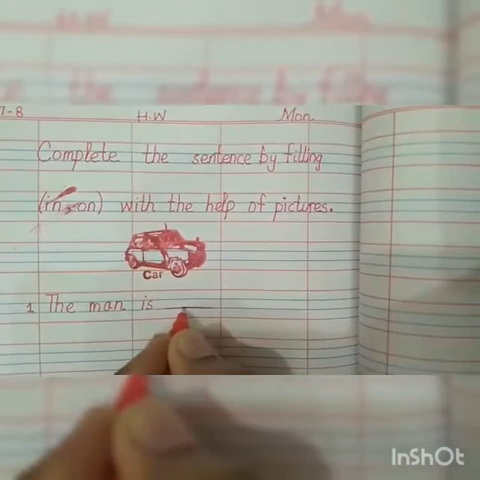 7-8 H.W Mon
Complete the sentence by filling
(in, on) with the help of pictures.
Car
1 The man is
InShOt